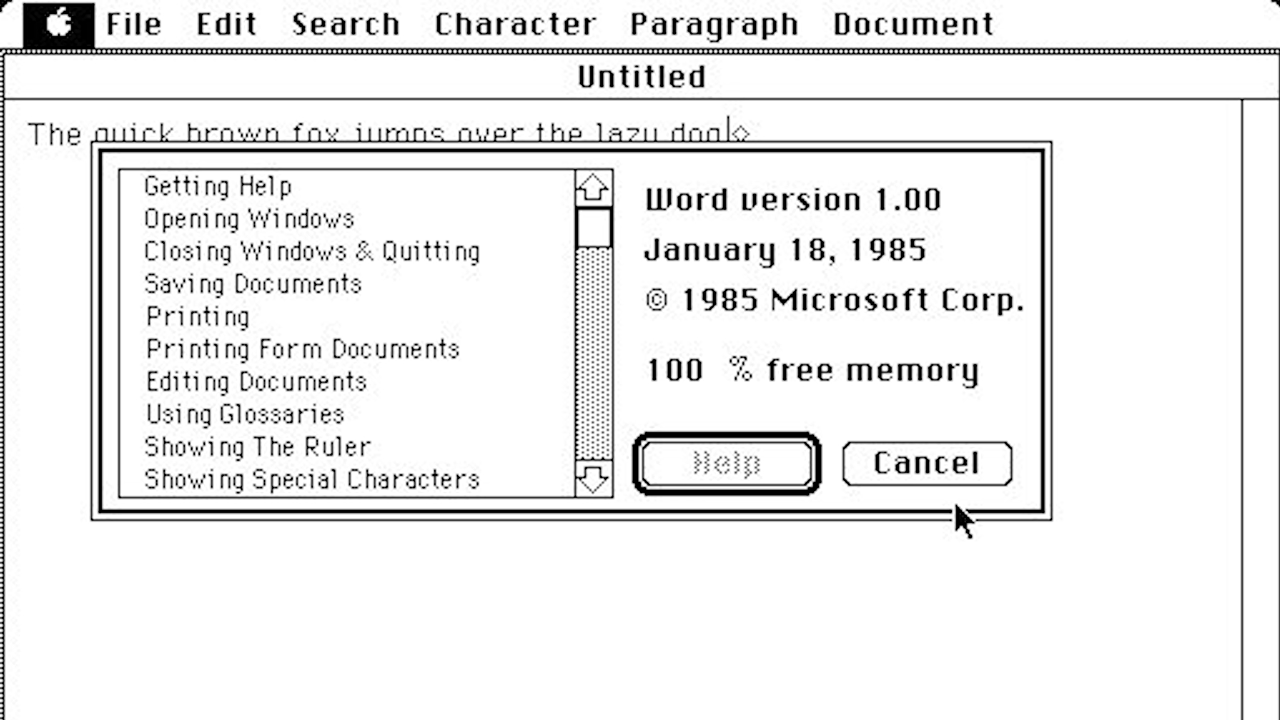 File Edit Search Character Paragraph Document
Untitled
The quick brown fox jumps over the lazy dog
Getting Help
Opening Windows
Closing Windows & Quitting
Saving Documents
Printing
Printing Form Documents
Editing Documents
Using Glossaries
Showing The Ruler
Showing Special Characters
Word version 1.00
January 18, 1985
© 1985 Microsoft Corp.
100 % free memory
Help
Cancel